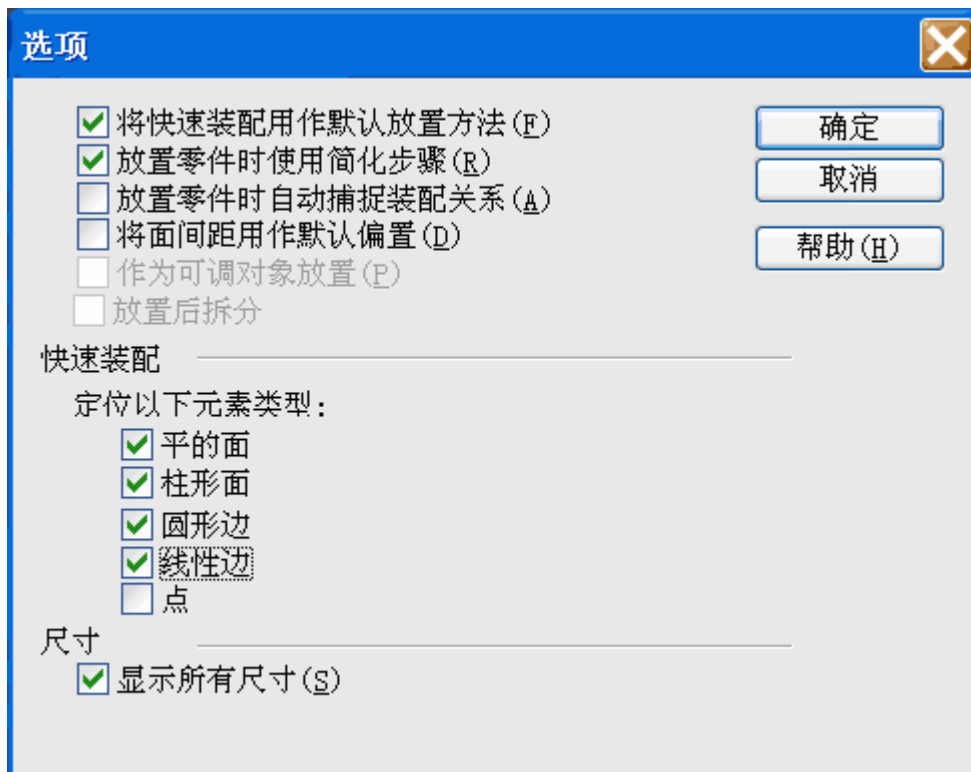 选项
将快速装配用作默认放置方法(F)
确定
放置零件时使用简化步骤(R)
取消
放置零件时自动捕捉装配关系(A)
将面间距用作默认偏置(D)
帮助(H)
作为可调对象放置(P)
放置后拆分
快速装配
定位以下元素类型:
平的面
柱形面
圆形边
线性边
点
尺寸
显示所有尺寸(S)